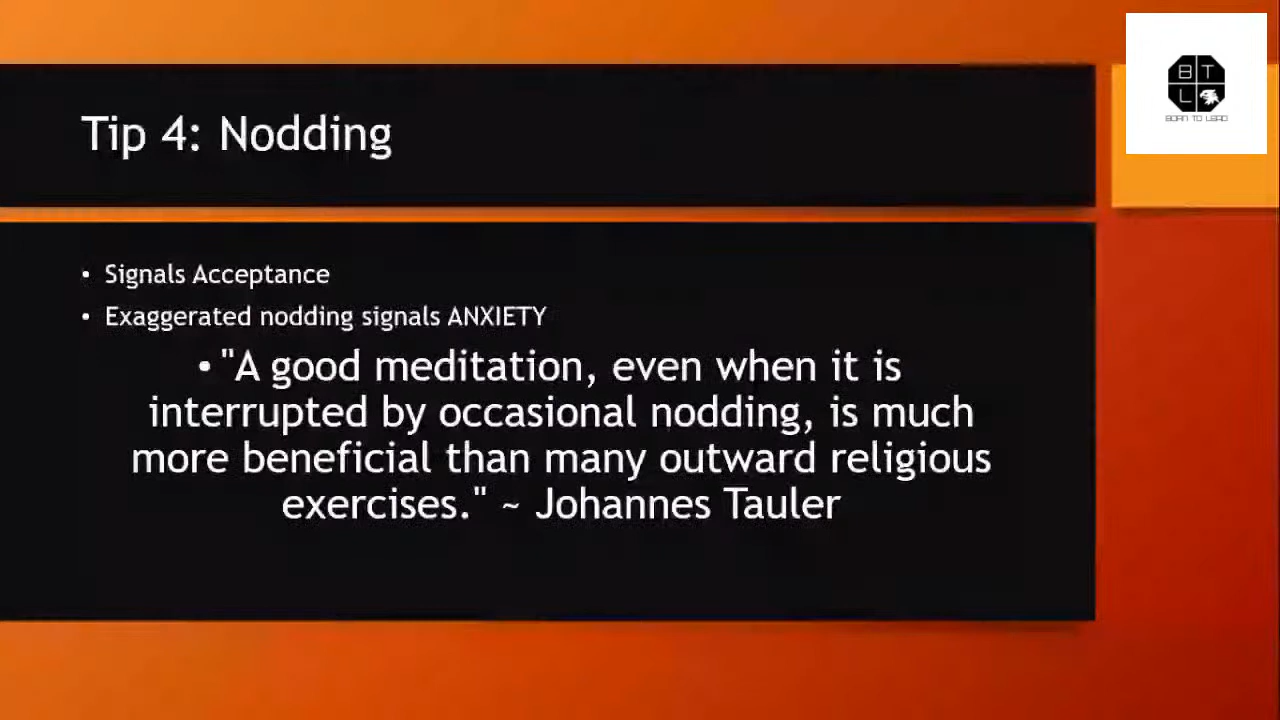 BT
L
BORN TO LEAD
Tip 4: Nodding
• Signals Acceptance
• Exaggerated nodding signals ANXIETY
• "A good meditation, even when it is
interrupted by occasional nodding, is much
more beneficial than many outward religious
exercises." ~ Johannes Tauler